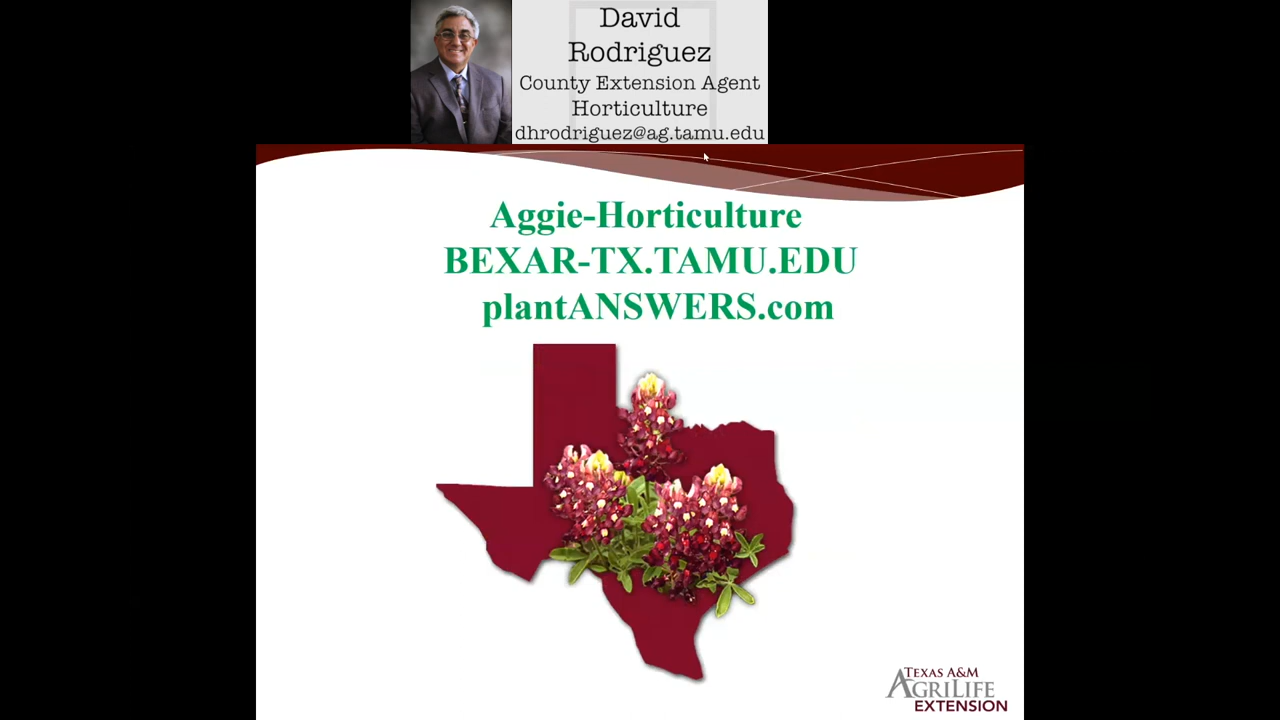 David
Rodriguez
County Extension Agent
Horticulture
dhrodriguez@ag.tamu.edu
Aggie-Horticulture
BEXAR-TX.TAMU.EDU
plantANSWERS.com
TEXAS A&M
AGRILIFE
EXTENSION